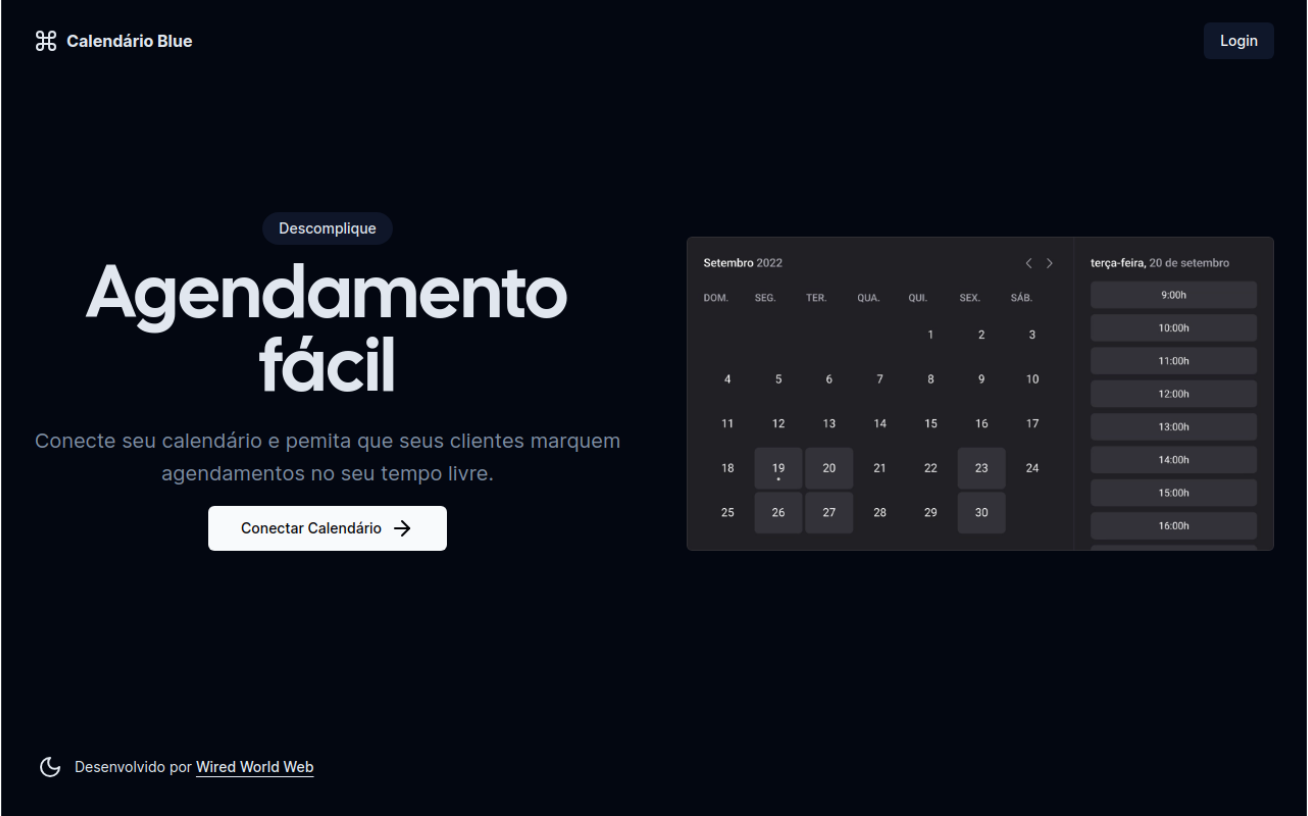 Calendário Blue
Login
Descomplique
Agendamento
fácil
Conecte seu calendário e pemita que seus clientes marquem
agendamentos no seu tempo livre.
Conectar Calendário
Setembro 2022
DOM. SEG. TER. QUA. QUI. SEX. SÁB.
1 2 3
4 5 6 7 8 9 10
11 12 13 14 15 16 17
18 19 20 21 22 23 24
25 26 27 28 29 30
terça-feira, 20 de setembro
9:00h
10:00h
11:00h
12:00h
13:00h
14:00h
15:00h
16:00h
Desenvolvido por Wired World Web